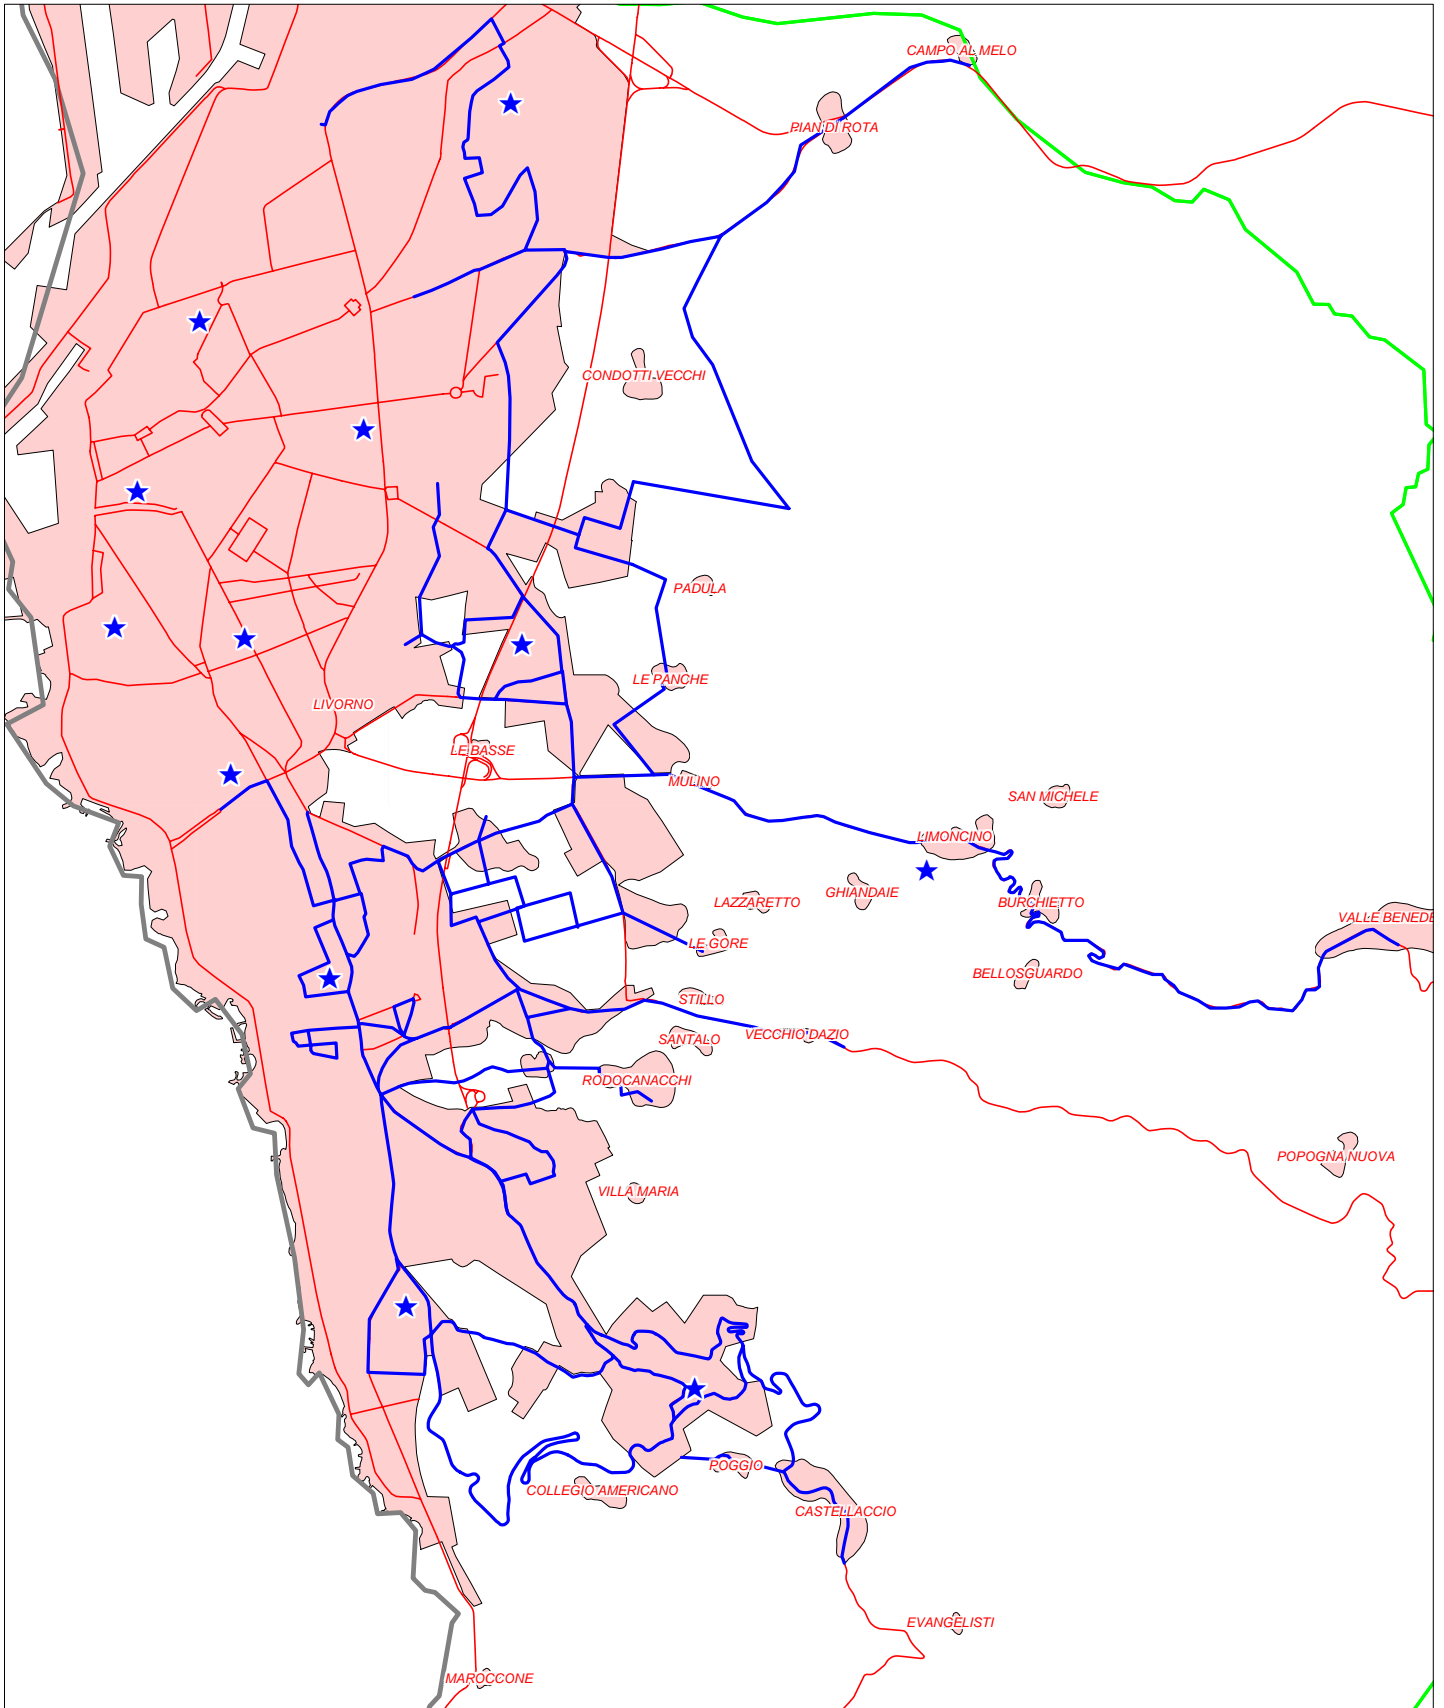 CAMPO AL MELO
PIAN DI ROTA
CONDOTTI VECCHI
PADULA
LE PANCHE
LIVORNO
LE BASSE
MULINO
SAN MICHELE
LIMONCINO
GHIANDAIE
LAZZARETTO
BURCHIETTO
VALLE BENEDE
LE GORE
BELLOSGUARDO
STILLO
SANTALO
VECCHIO DAZIO
RODOCANACCHI
POPOGNA NUOVA
VILLA MARIA
POGGIO
COLLEGIO AMERICANO
CASTELLACCIO
EVANGELISTI
MAROCCONE